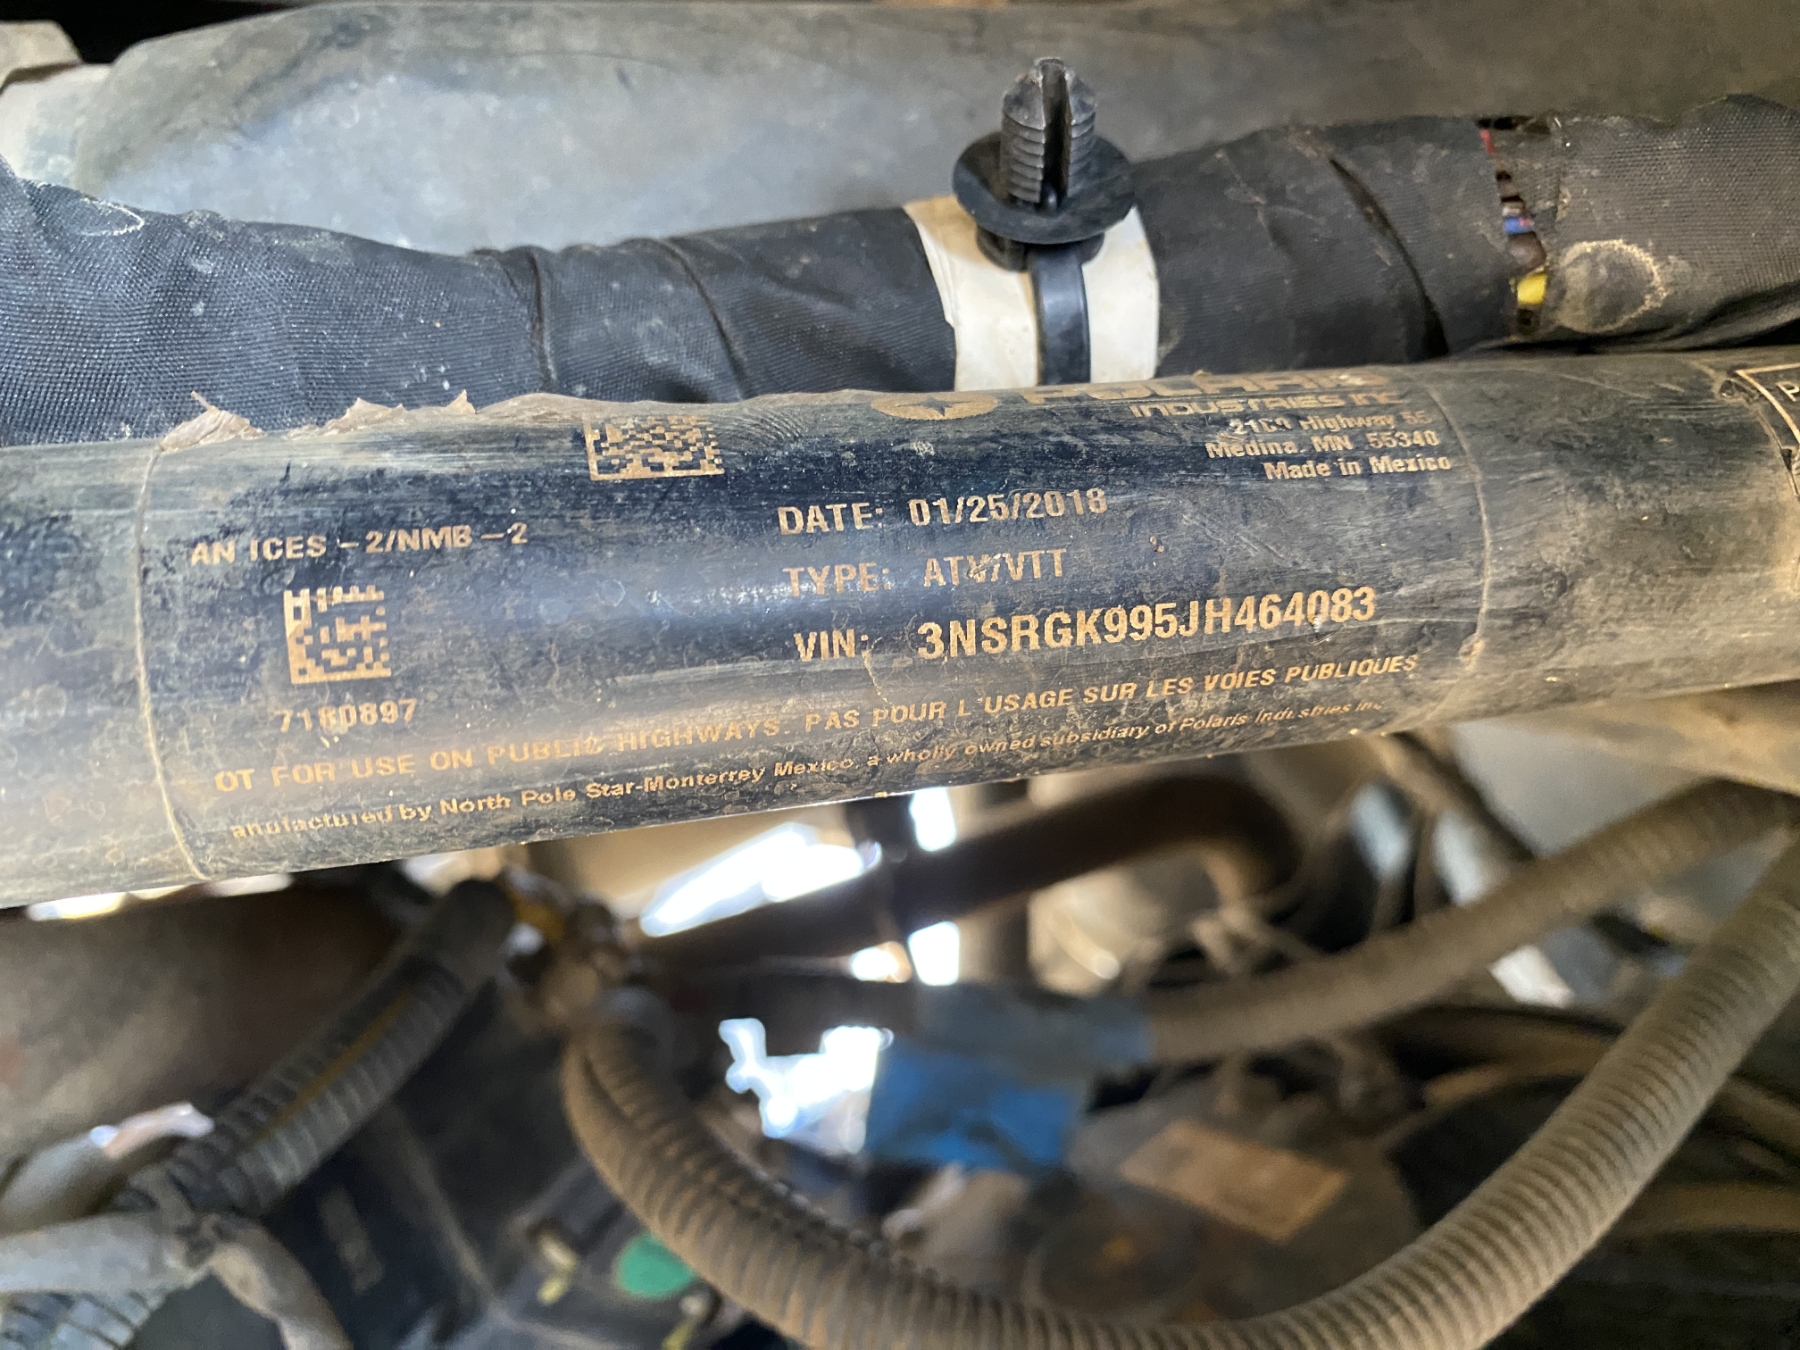 POLARIS
INDUSTRIES INC
Highway 55
Medina, MN 55340
Made in Mexico
DATE: 01/25/2018
AN ICES -2/NMB -2
TYPE: ATV/VTT
VIN: 3NSRGK995JH464083
7180897
OT FOR USE ON PUBLIC HIGHWAYS. PAS POUR L'USAGE SUR LES VOIES PUBLIQUES
anufactured by North Pole Star-Monterrey Mexico, a wholly owned subsidiary of Polaris Industries Inc.